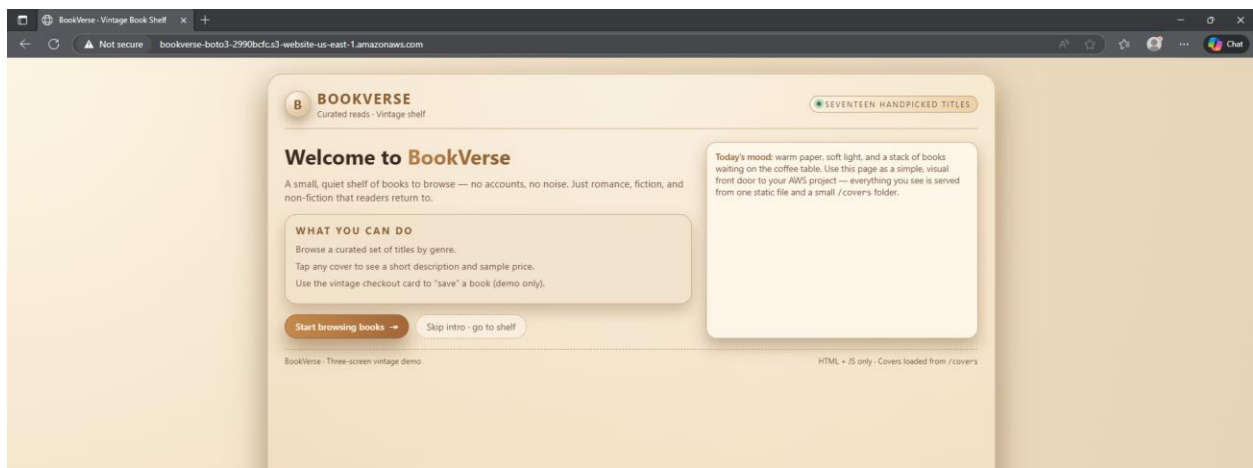 BookVerse - Vintage Book Shelf
Not secure
bookverse-boto3-2990bcfc.s3-website-us-east-1.amazonaws.com
Chat
B
BOOKVERSE
Curated reads · Vintage shelf
SEVENTEEN HANDPICKED TITLES
Welcome to BookVerse
A small, quiet shelf of books to browse — no accounts, no noise. Just romance, fiction, and
non-fiction that readers return to.
WHAT YOU CAN DO
Browse a curated set of titles by genre.
Tap any cover to see a short description and sample price.
Use the vintage checkout card to "save" a book (demo only).
Start browsing books →
Skip intro · go to shelf
Today's mood: warm paper, soft light, and a stack of books
waiting on the coffee table. Use this page as a simple, visual
front door to your AWS project — everything you see is served
from one static file and a small /covers folder.
BookVerse · Three-screen vintage demo
HTML + JS only · Covers loaded from /covers